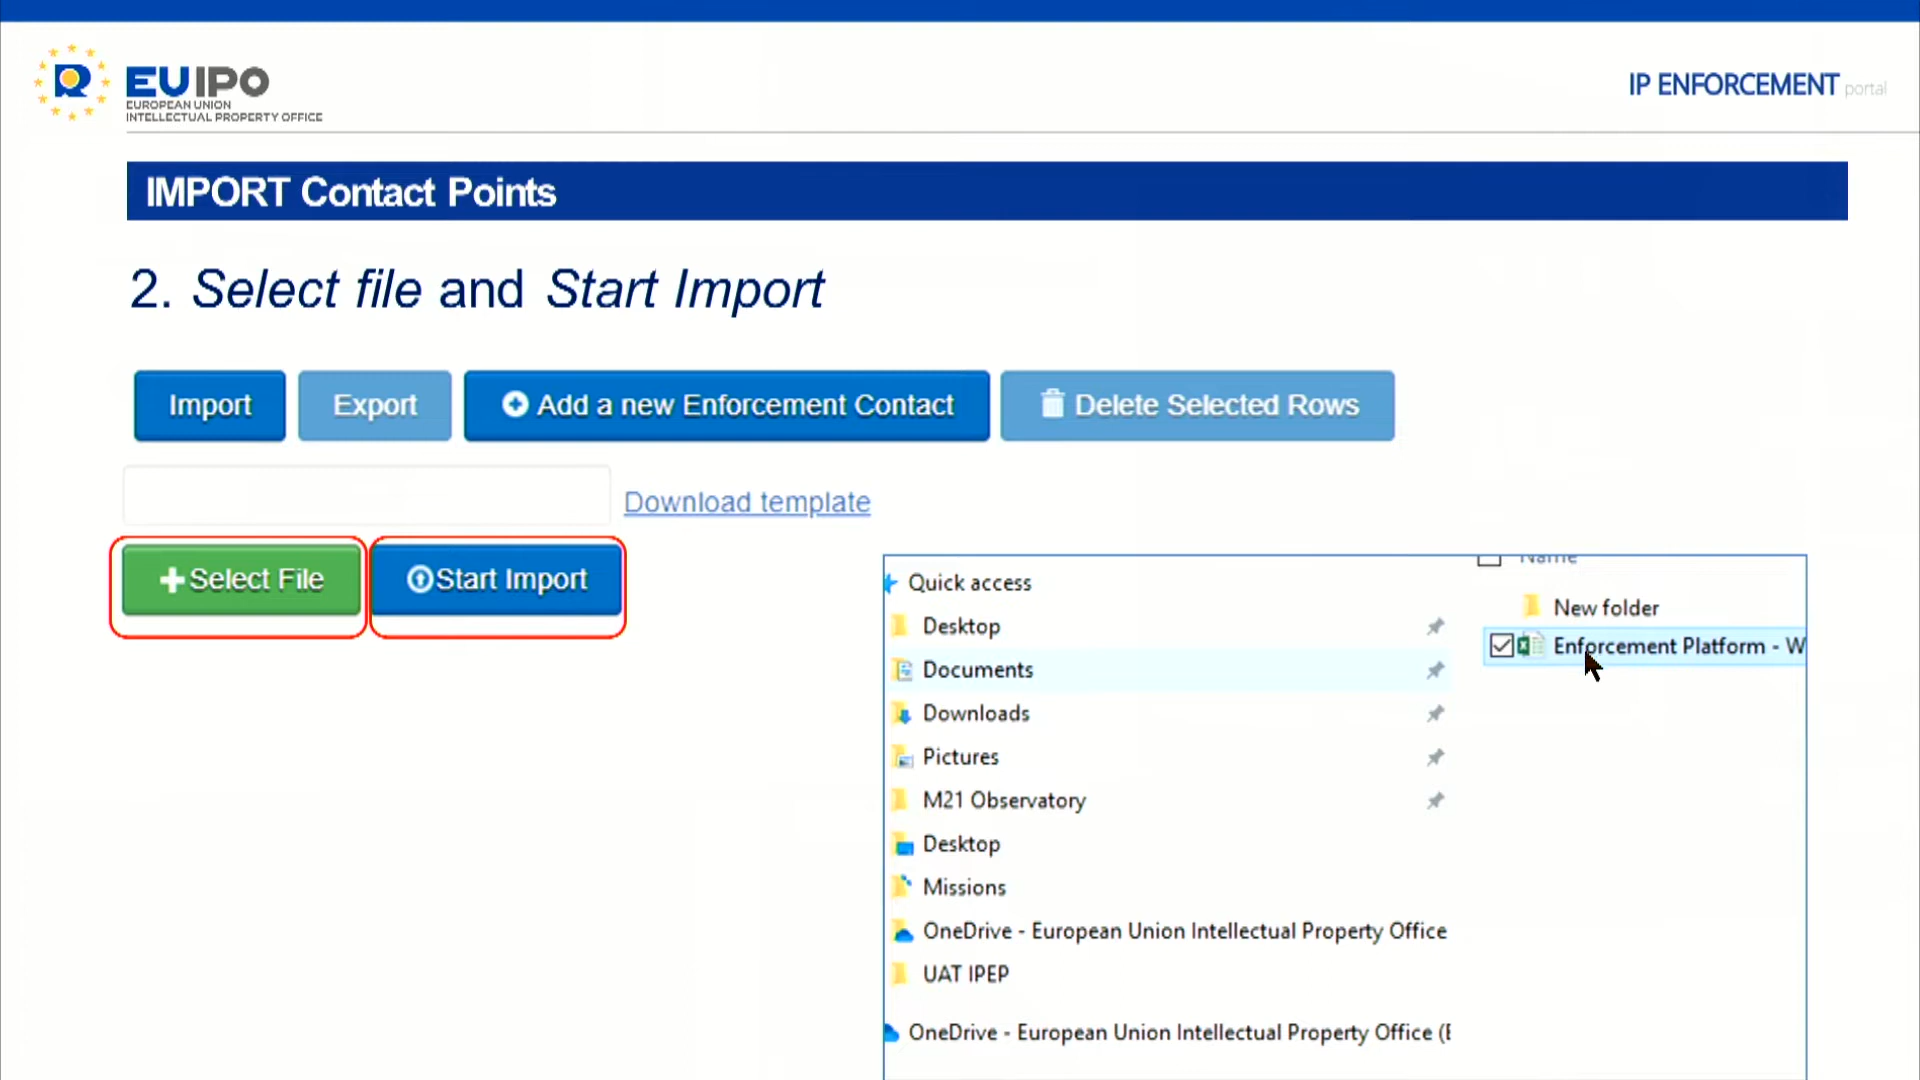 EUIPO
EUROPEAN UNION
INTELLECTUAL PROPERTY OFFICE
IP ENFORCEMENT portal
IMPORT Contact Points
2. Select file and Start Import
Import
Export
Add a new Enforcement Contact
Delete Selected Rows
Download template
Select File
Start Import
Quick access
Desktop
Documents
Downloads
Pictures
M21 Observatory
Desktop
Missions
OneDrive - European Union Intellectual Property Office
UAT IPEP
OneDrive - European Union Intellectual Property Office (E
Name
New folder
Enforcement Platform - W